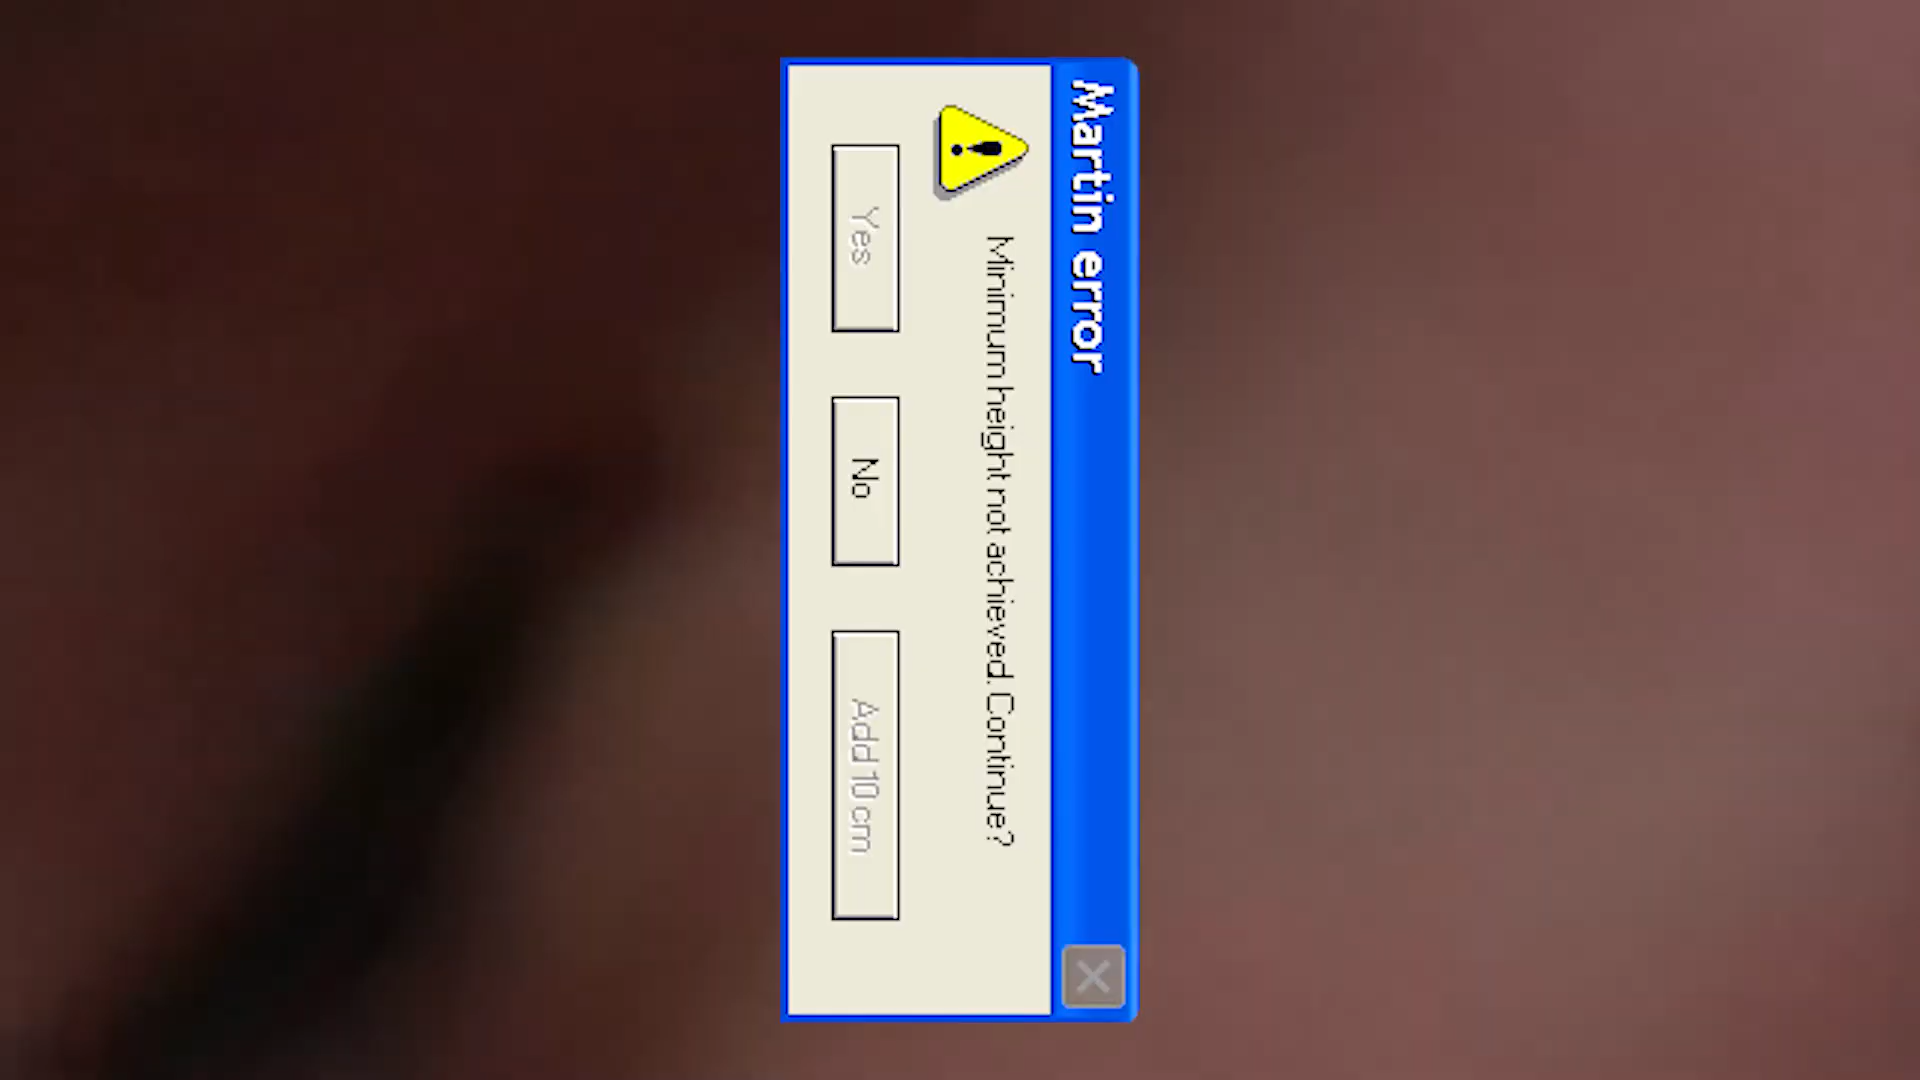 Martin error
Minimum height not achieved. Continue?
Yes
No
Add 10 cm